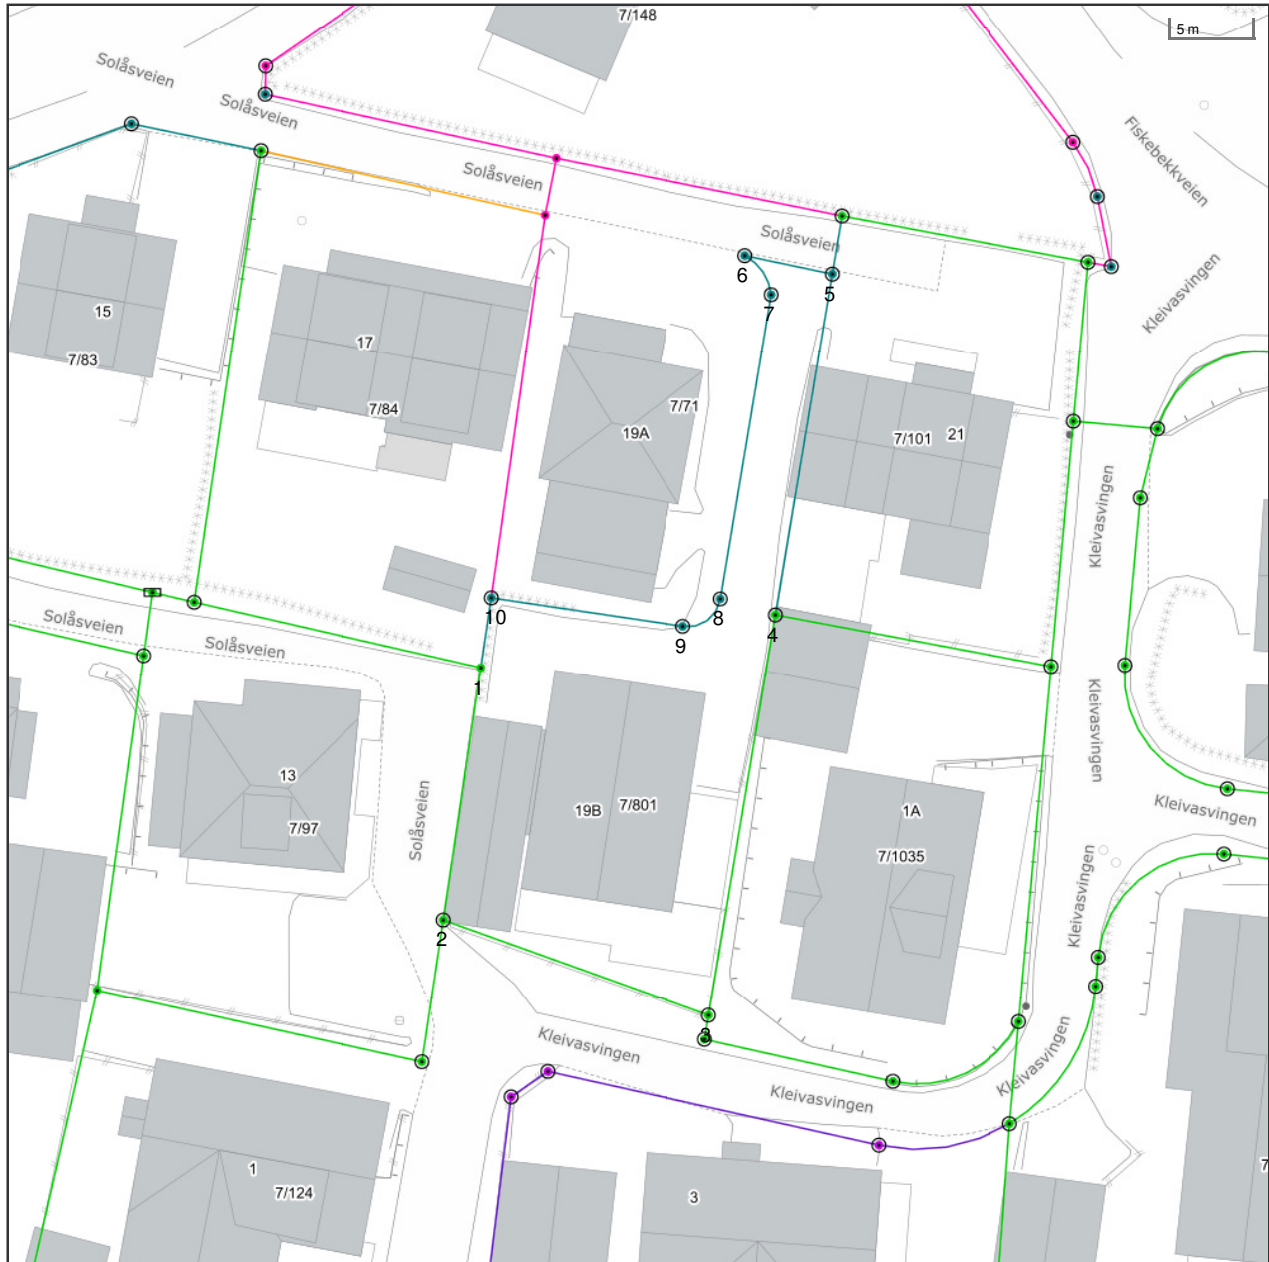 7/148
5 m
Solåsveien
Solåsveien
Fiskebekkveien
Solåsveien
Solåsveien
6
5
7
Kleivasvingen
15
7/83
17
7/84
7/71
19A
7/101
21
Kleivasvingen
10
8
9
4
Solåsveien
Solåsveien
1
Kleivasvingen
13
7/97
Solåsveien
19B
7/801
1A
7/1035
Kleivasvingen
Kleivasvingen
2
3
Kleivasvingen
Kleivasvingen
Kleivasvingen
1
7/124
3
7